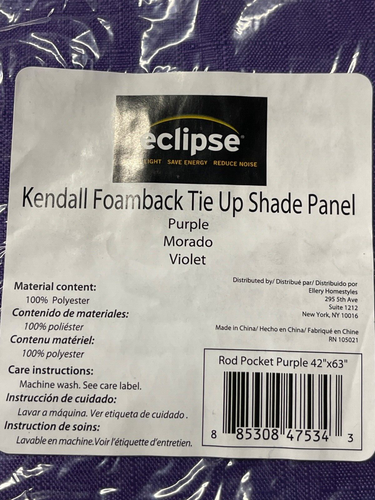 eclipse
LIGHT SAVE ENERGY REDUCE NOISE
Kendall Foamback Tie Up Shade Panel
Purple
Morado
Violet
Material content:
100% Polyester
Contenido de materiales:
100% poliéster
Contenu matériel:
100% polyester
Care instructions:
Machine wash. See care label.
Instrucción de cuidado:
Lavar a máquina. Ver etiqueta de cuidado.
Instruction de soins:
Lavable en machine.Voir l'étiquette d'entretien.
Distributed by/ Distribué par/ Distribuido por
Ellery Homestyles
295 5th Ave
Suite 1212
New York, NY 10016
Made in China/ Hecho en China/ Fabriqué en Chine
RN 105021
Rod Pocket Purple 42"x63"
8 85308 47534 3